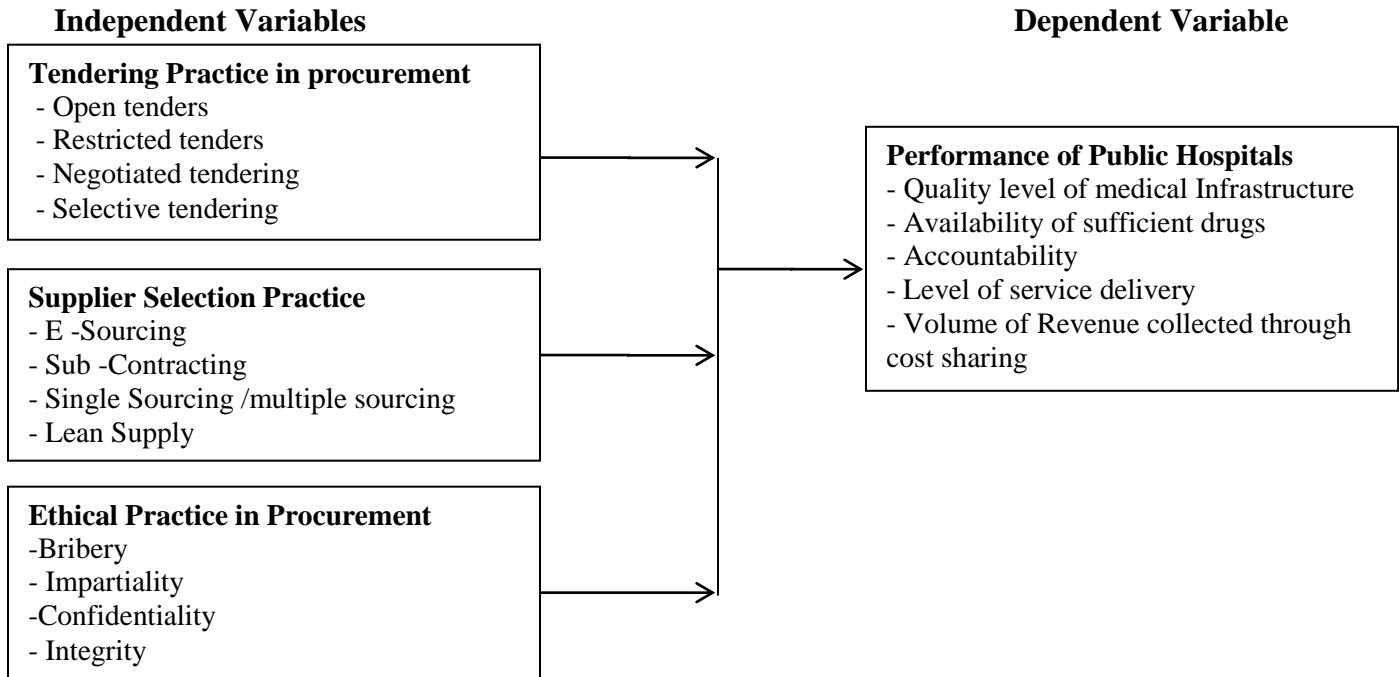 Independent Variables
Dependent Variable
Tendering Practice in procurement
- Open tenders
- Restricted tenders
- Negotiated tendering
- Selective tendering
Supplier Selection Practice
- E -Sourcing
- Sub -Contracting
- Single Sourcing /multiple sourcing
- Lean Supply
Ethical Practice in Procurement
-Bribery
- Impartiality
-Confidentiality
- Integrity
Performance of Public Hospitals
- Quality level of medical Infrastructure
- Availability of sufficient drugs
- Accountability
- Level of service delivery
- Volume of Revenue collected through
cost sharing